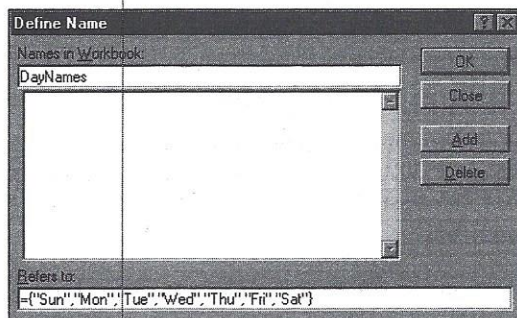 Define Name
Names in Workbook:
DayNames
OK
Close
Add
Delete
Refers to:
={"Sun","Mon","Tue","Wed","Thu","Fri","Sat"}